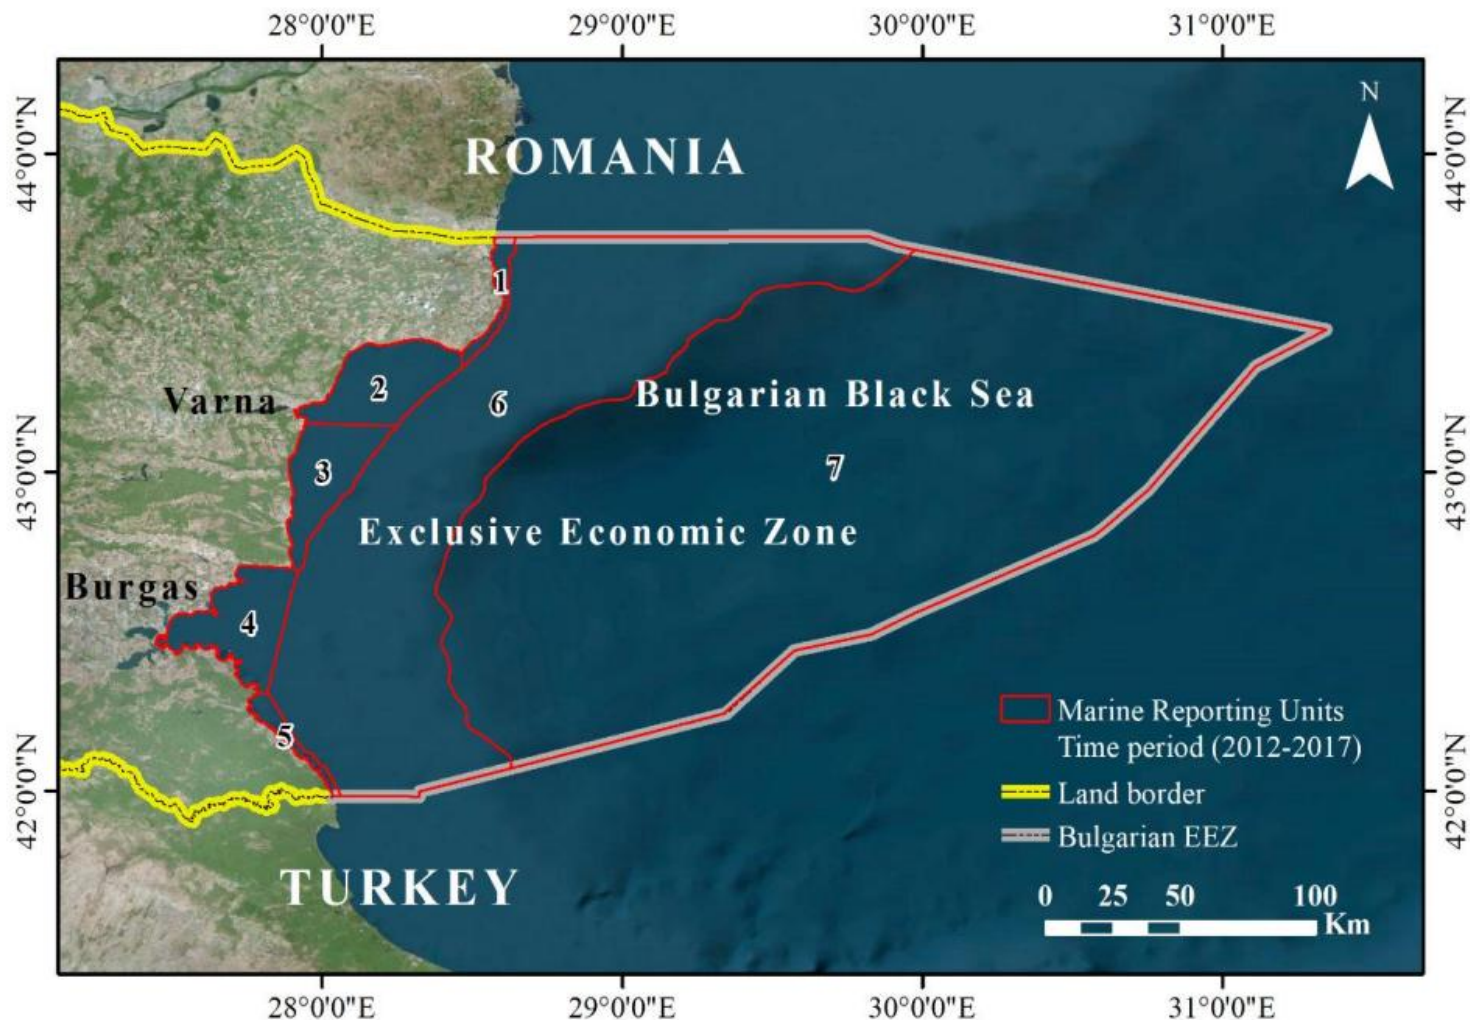 28°0'0"E 29°0'0"E 30°0'0"E 31°0'0"E
N
44°0'0"N
44°0'0"N
ROMANIA
1
2
Varna
6
Bulgarian Black Sea
43°0'0"N
3
7
43°0'0"N
Exclusive Economic Zone
Burgas
4
5
Marine Reporting Units
Time period (2012-2017)
42°0'0"N
Land border
42°0'0"N
Bulgarian EEZ
TURKEY
0 25 50 100
Km
28°0'0"E 29°0'0"E 30°0'0"E 31°0'0"E